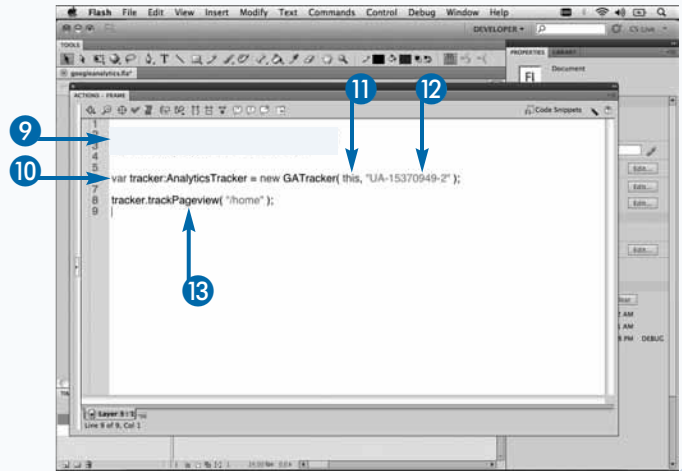 Flash File Edit View Insert Modify Text Commands Control Debug Window Help
DEVELOPER
CS Live
TOOLS
PROPERTIES LIBRARY
googleanalytics.fla*
Document
Fl
ACTIONS - FRAME
Code Snippets
11
12
9
10
13
1
2
3
4
5
var tracker:AnalyticsTracker = new GATracker( this, "UA-15370949-2" );
7
8 tracker.trackPageview( "/home" );
9
Edit...
Edit...
Edit...
Edit...
AM
AM
PM DEBUG
Layer 3 : 1
Line 9 of 9, Col 1